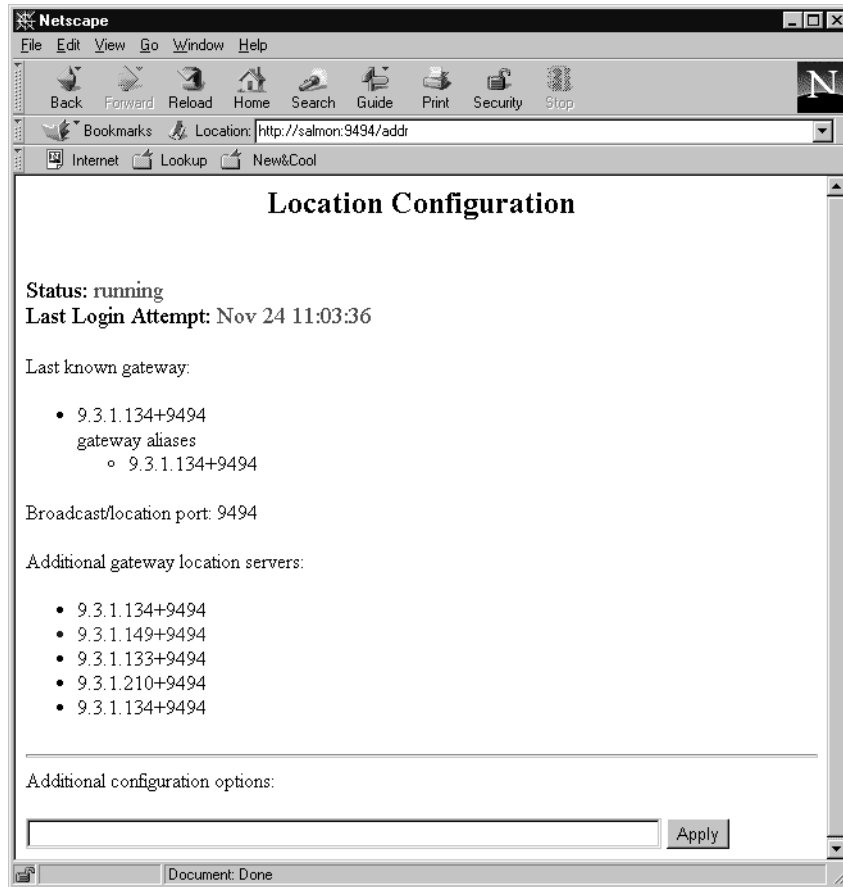 Netscape
File Edit View Go Window Help
Back Forward Reload Home Search Guide Print Security Stop
N
Bookmarks Location: http://salmon:9494/addr
Internet Lookup New&Cool
Location Configuration
Status: running
Last Login Attempt: Nov 24 11:03:36
Last known gateway:
9.3.1.134+9494
gateway aliases
9.3.1.134+9494
Broadcast/location port: 9494
Additional gateway location servers:
9.3.1.134+9494
9.3.1.149+9494
9.3.1.133+9494
9.3.1.210+9494
9.3.1.134+9494
Additional configuration options:
Apply
Document: Done